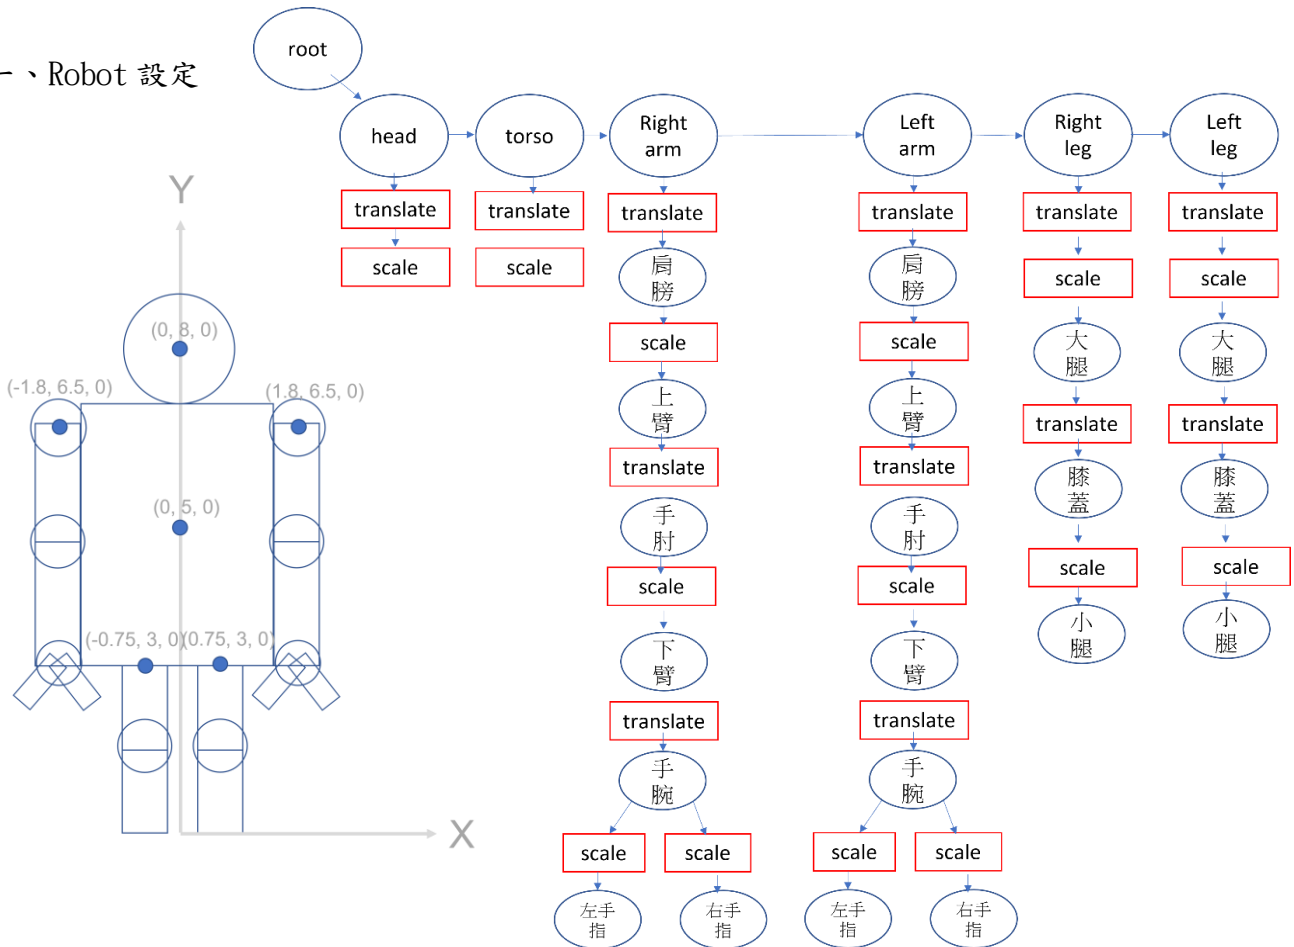 root
一、Robot 設定
head
torso
Right
arm
Left
arm
Right
leg
Left
leg
translate
translate
translate
translate
translate
translate
scale
scale
肩
膀
肩
膀
scale
scale
scale
scale
上
臂
上
臂
大
腿
大
腿
translate
translate
translate
translate
手
肘
手
肘
膝
蓋
膝
蓋
scale
scale
scale
scale
下
臂
下
臂
小
腿
小
腿
translate
translate
手
腕
手
腕
scale
scale
scale
scale
左手
指
右手
指
左手
指
右手
指
Y
(0, 8, 0)
(-1.8, 6.5, 0)
(1.8, 6.5, 0)
(0, 5, 0)
(-0.75, 3, 0)
(0.75, 3, 0)
X